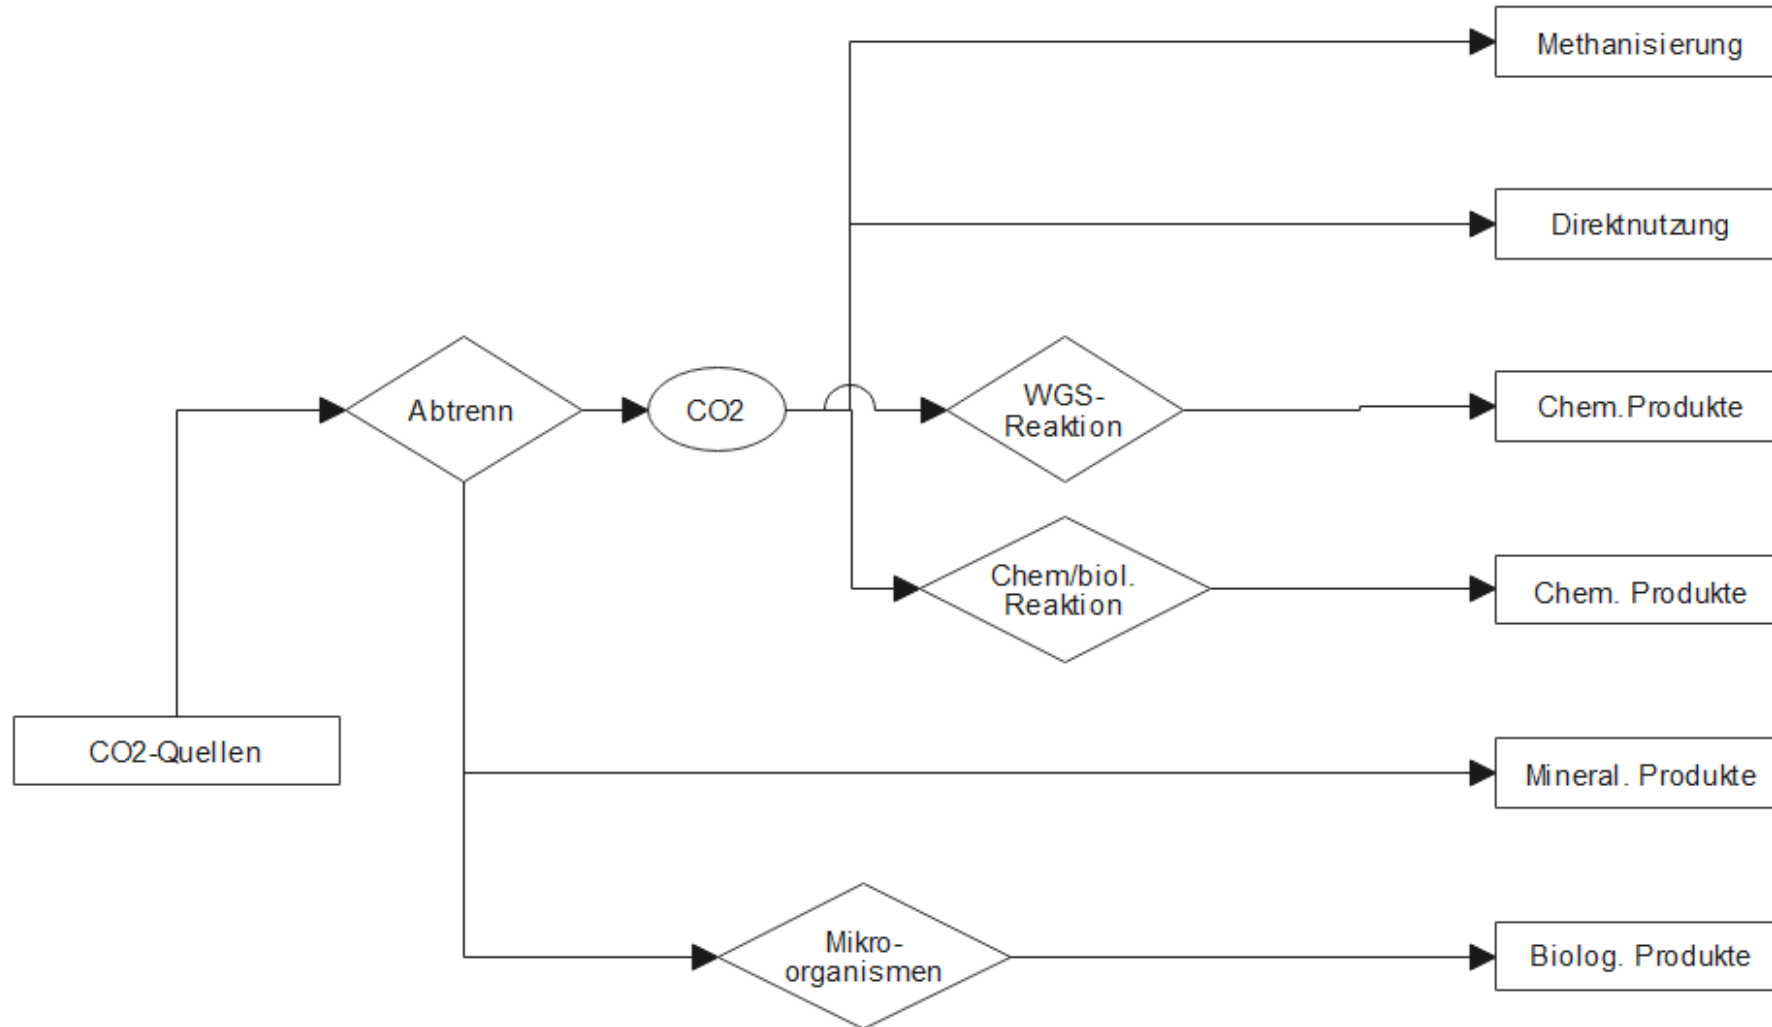 Methanisierung
Direktnutzung
Abtrenn
CO2
WGS-
Reaktion
Chem.Produkte
Chem/biol.
Reaktion
Chem. Produkte
CO2-Quellen
Mineral. Produkte
Mikro-
organismen
Biolog. Produkte